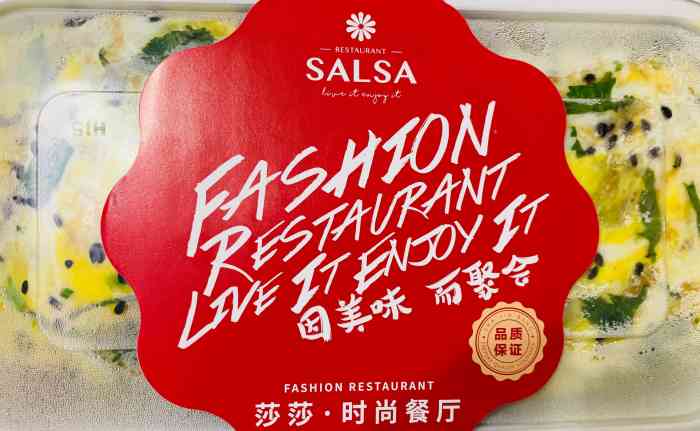 RESTAURANT
SALSA
live it enjoy it
FASHION
RESTAURANT
LIVE IT ENJOY IT
因美味 而聚会
品质
保证
FASHION RESTAURANT
莎莎·时尚餐厅